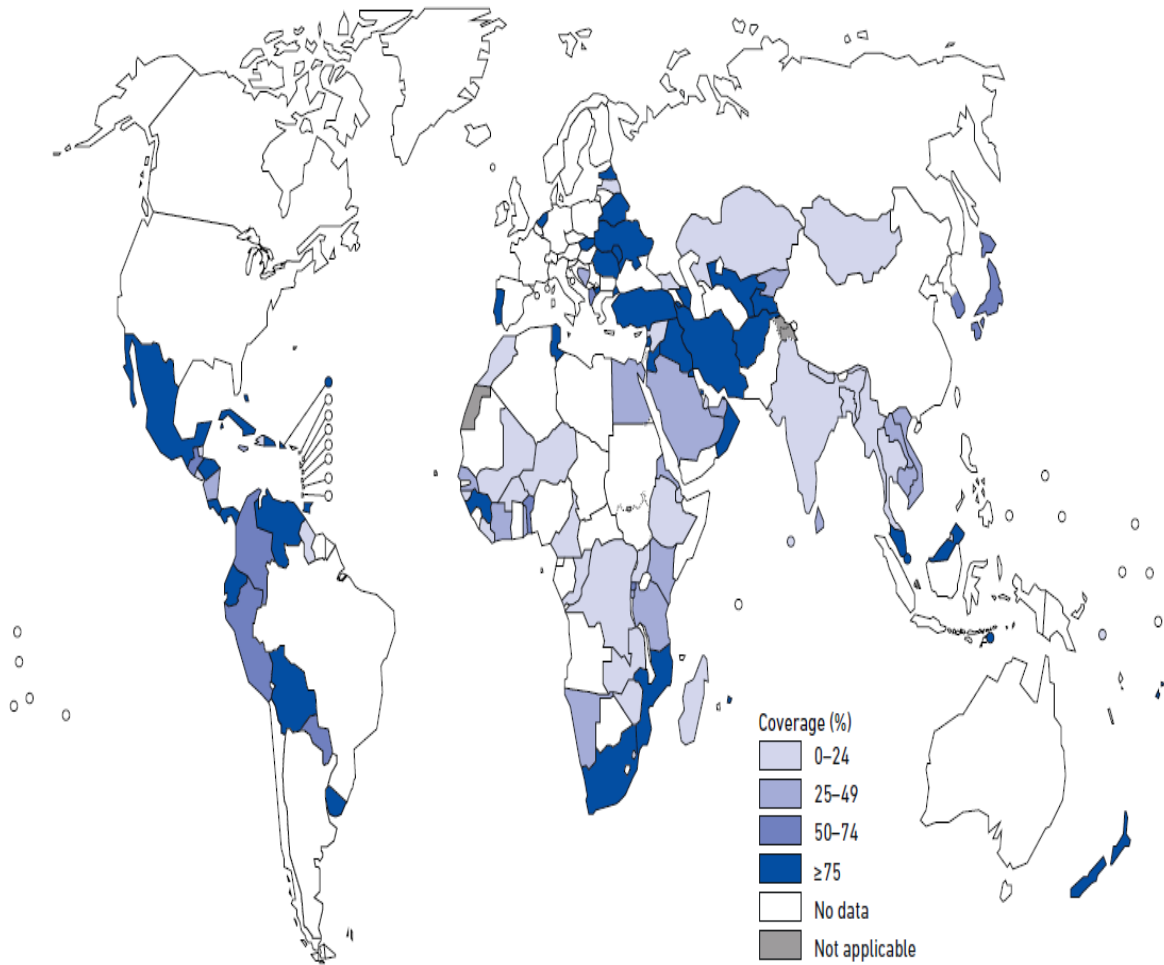 Coverage (%)
0–24
25–49
50–74
≥75
No data
Not applicable